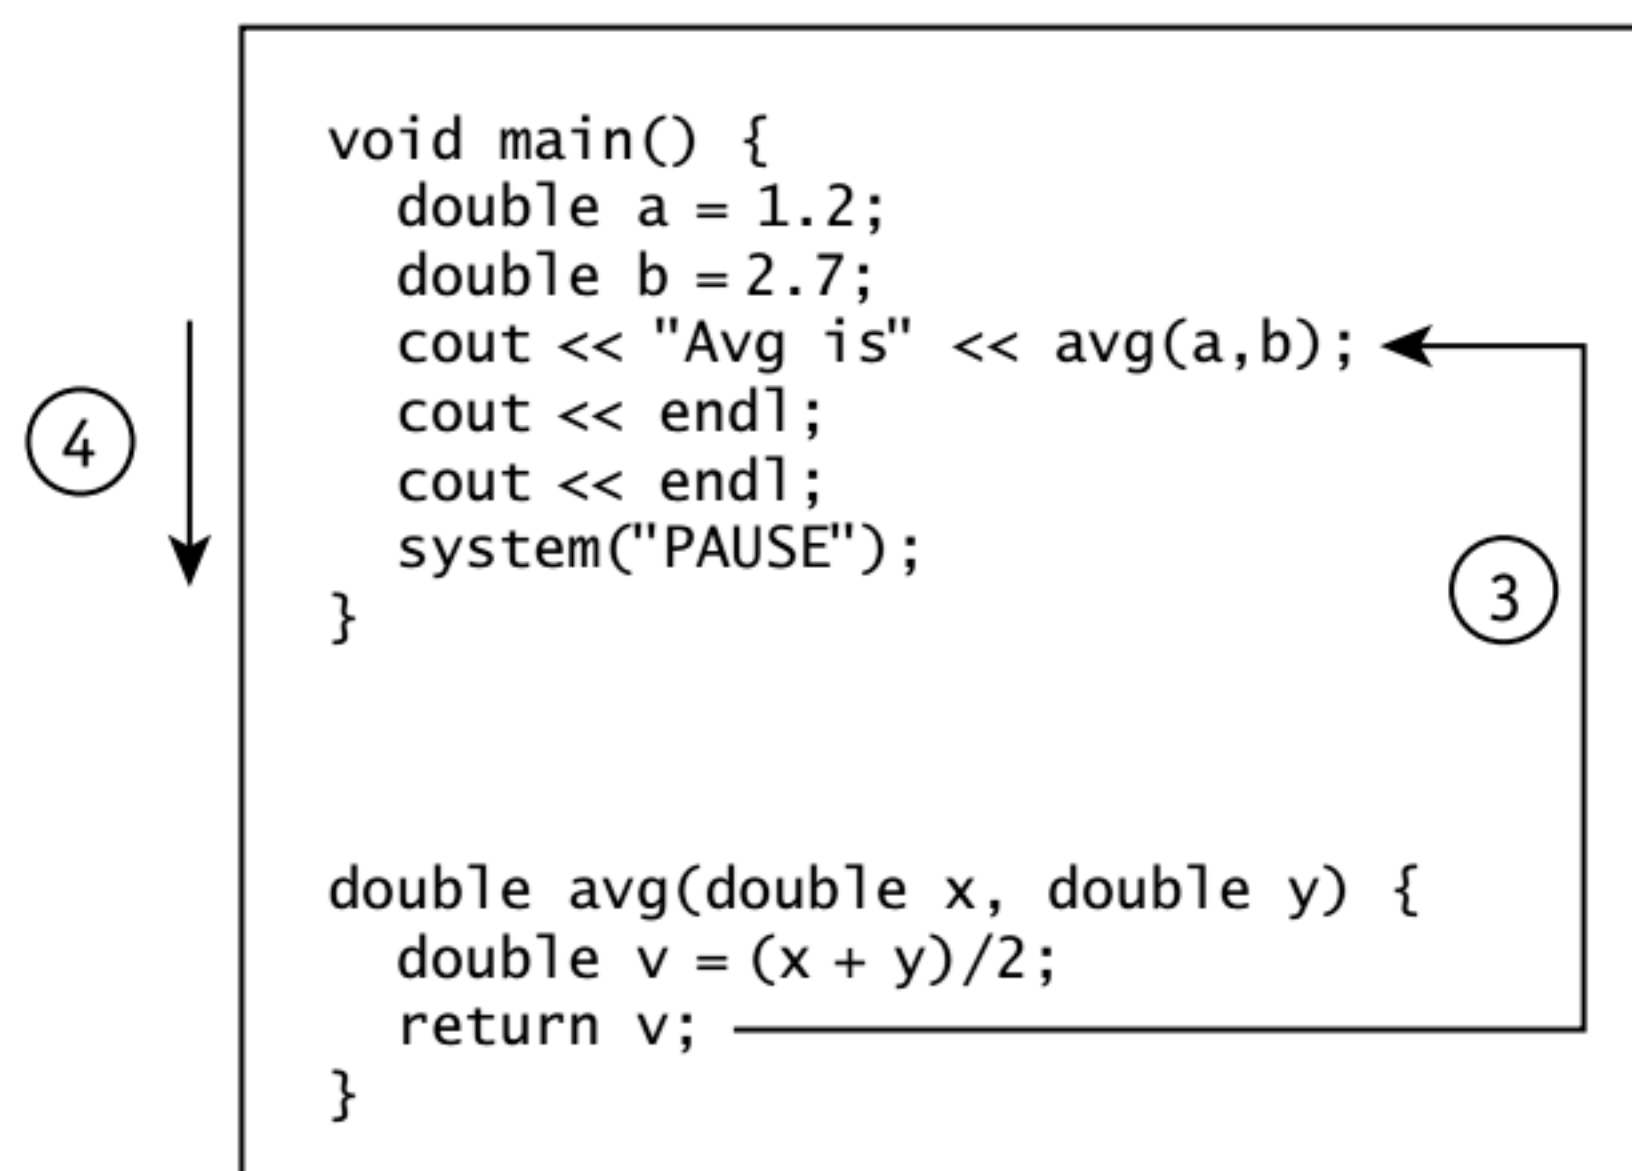 void main() {
double a = 1.2;
double b = 2.7;
cout << "Avg is" << avg(a,b);
cout << endl;
cout << endl;
system("PAUSE");
}
4
3
double avg(double x, double y) {
double v = (x + y)/2;
return v;
}